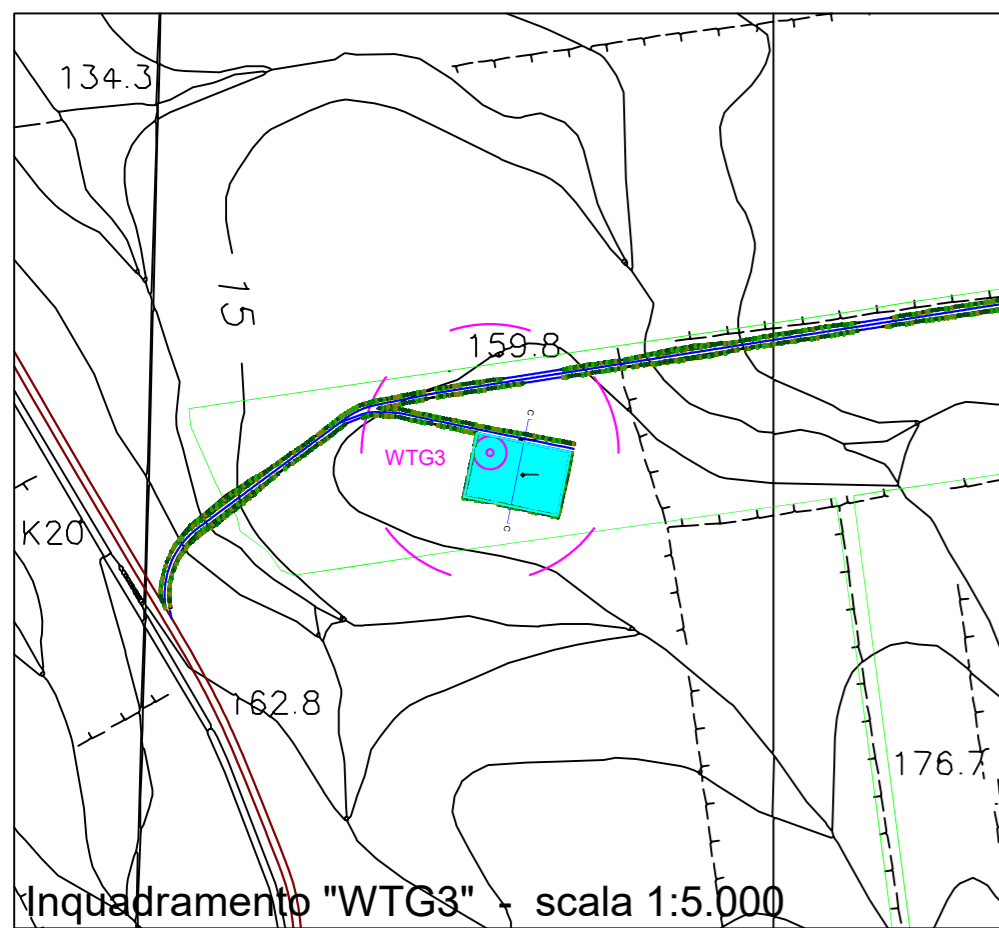 134.3
15
159.8
WTG3
C
C
K20
162.8
176.7
Inquadramento "WTG3" - scala 1:5.000